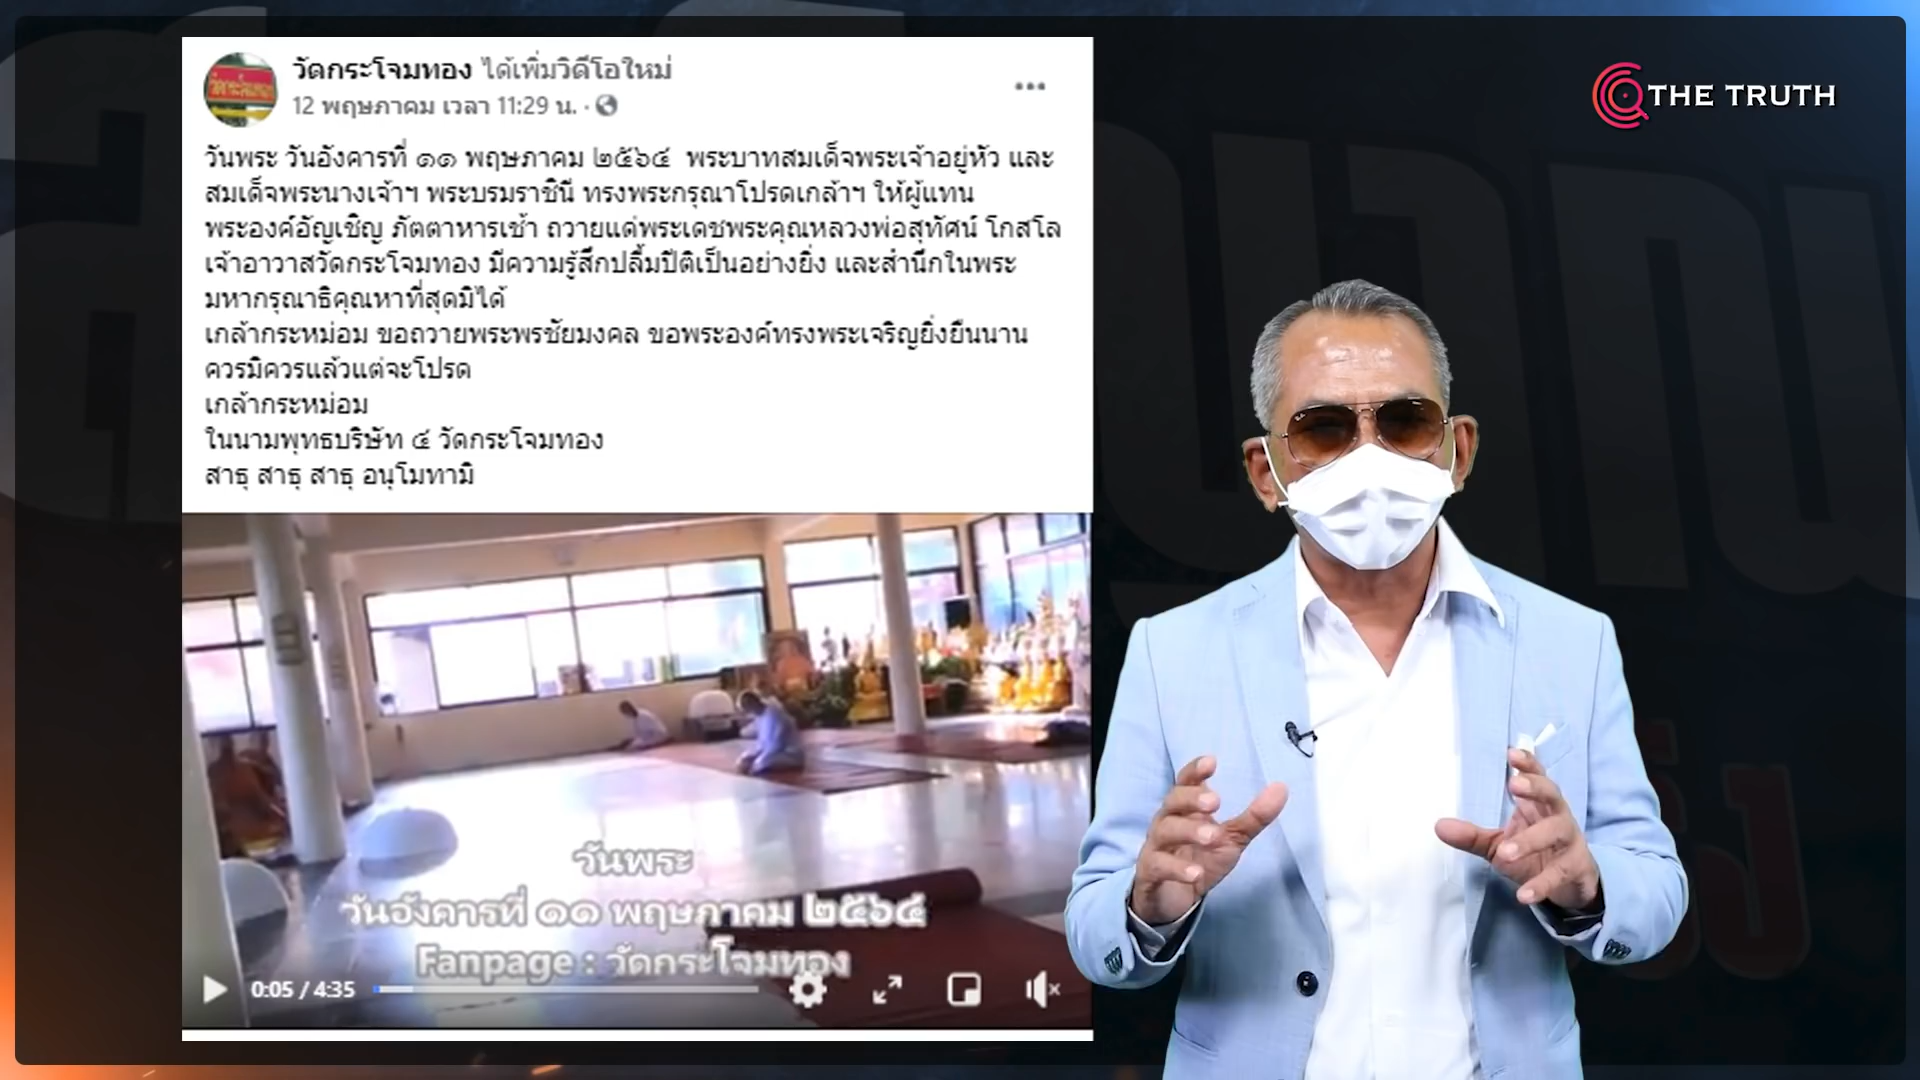 วัดกระโจมทอง ได้เพิ่มวิดีโอใหม่
12 พฤษภาคม เวลา 11:29 น. ·
วันพระ วันอังคารที่ ๑๑ พฤษภาคม ๒๕๖๔ พระบาทสมเด็จพระเจ้าอยู่หัว และ
สมเด็จพระนางเจ้าฯ พระบรมราชินี ทรงพระกรุณาโปรดเกล้าฯ ให้ผู้แทน
พระองค์อัญเชิญ ภัตตาหารเช้า ถวายแด่พระเดชพระคุณหลวงพ่อสุทัศน์ โกสโล
เจ้าอาวาสวัดกระโจมทอง มีความรู้สึกปลื้มปิติเป็นอย่างยิ่ง และสำนึกในพระ
มหากรุณาธิคุณหาที่สุดมิได้
เกล้ากระหม่อม ขอถวายพระพรชัยมงคล ขอพระองค์ทรงพระเจริญยิ่งยืนนาน
ควรมิควรแล้วแต่จะโปรด
เกล้ากระหม่อม
ในนามพุทธบริษัท ๔ วัดกระโจมทอง
สาธุ สาธุ สาธุ อนุโมทามิ
วันพระ
วันอังคารที่ ๑๑ พฤษภาคม ๒๕๖๔
Fanpage : วัดกระโจมทอง
0:05 / 4:35
THE TRUTH